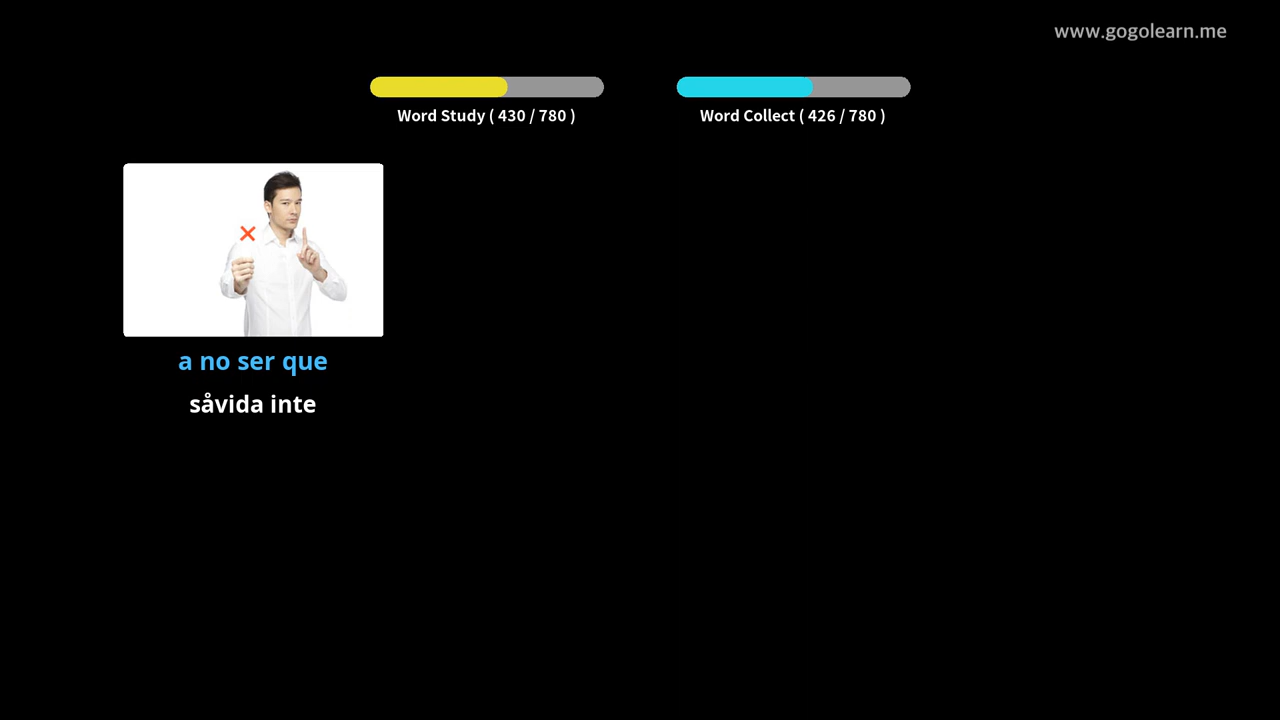 www.gogolearn.me
Word Study ( 430 / 780 )
Word Collect ( 426 / 780 )
a no ser que
såvida inte